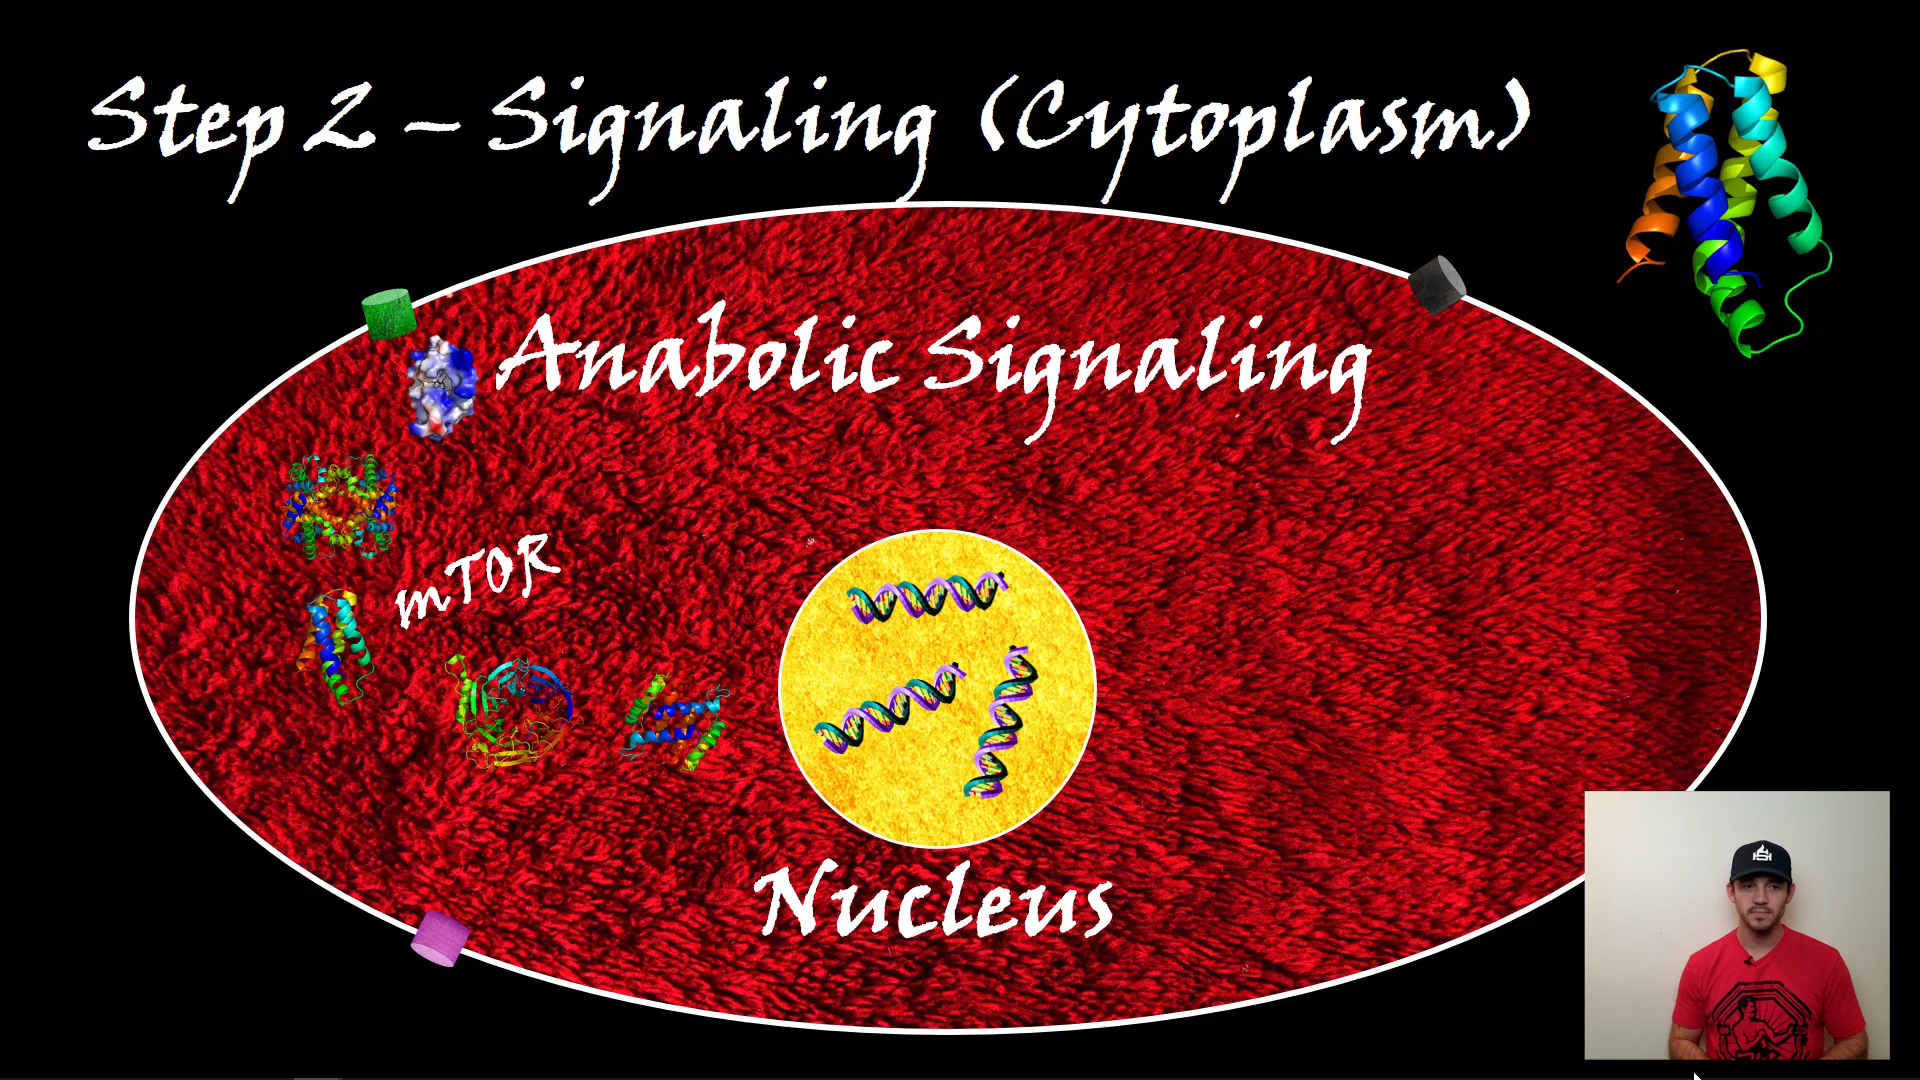 Step 2 – Signaling (Cytoplasm)
Anabolic Signaling
mTOR
Nucleus